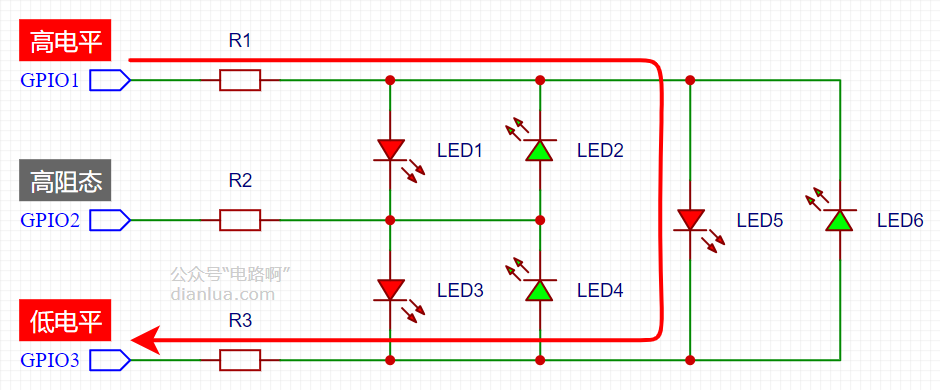 高电平
R1
GPIO1
LED1
LED2
高阻态
R2
GPIO2
LED5
LED6
公众号“电路啊”
dianlua.com
LED3
LED4
低电平
R3
GPIO3